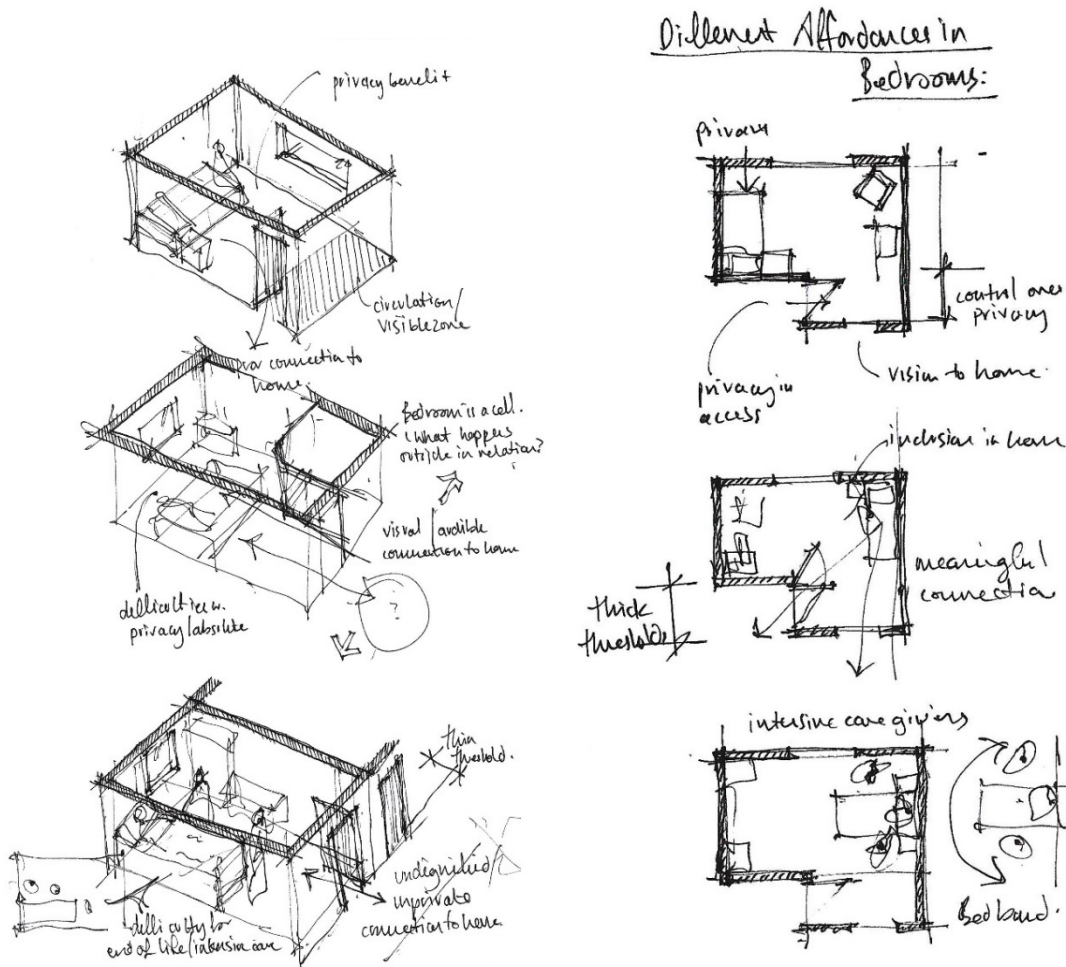 Different Affordances in
Bedrooms:
privacy benefit
circulation/
visible zone
poor connection to
home.
Bedroom is a cell.
(What happens
outside in relation?
visual/audible
connection to home
difficulties w.
privacy/absolute
?
thin
threshold.
undignified/
unprivate
connection to home
difficulty for
end of life/intensive care
privacy
control over
privacy
privacy in
access
vision to home.
inclusion in home
meaningful
connection
thick
thresholds
intensive care givers
Bed bound.